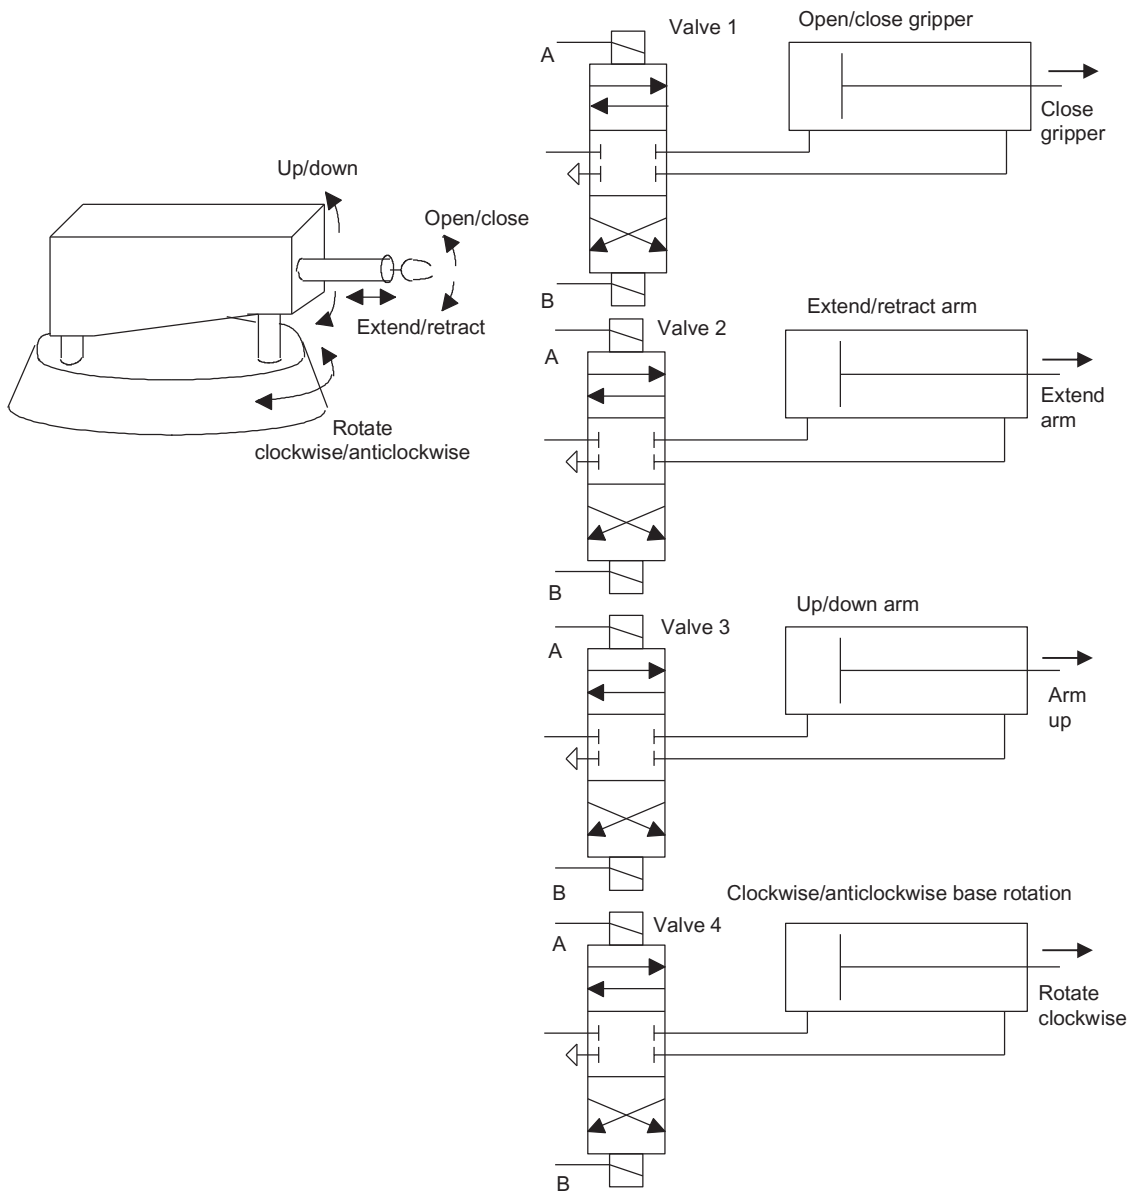 Up/down
Open/close
Extend/retract
Rotate
clockwise/anticlockwise
Valve 1
Open/close gripper
A
Close
gripper
B
Valve 2
Extend/retract arm
A
Extend
arm
B
Valve 3
Up/down arm
A
Arm
up
B
Clockwise/anticlockwise base rotation
Valve 4
A
Rotate
clockwise
B